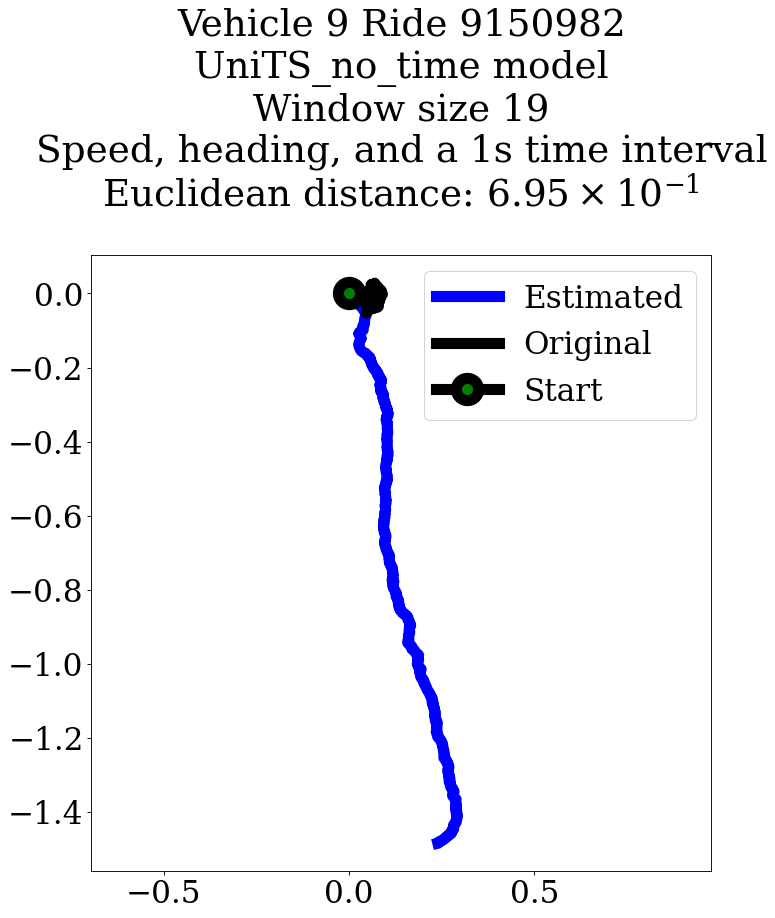 Vehicle 9 Ride 9150982
UniTS_no_time model
Window size 19
Speed, heading, and a 1s time interval
Euclidean distance: 6.95 × 10⁻¹
Estimated
Original
Start
0.0
−0.2
−0.4
−0.6
−0.8
−1.0
−1.2
−1.4
−0.5
0.0
0.5